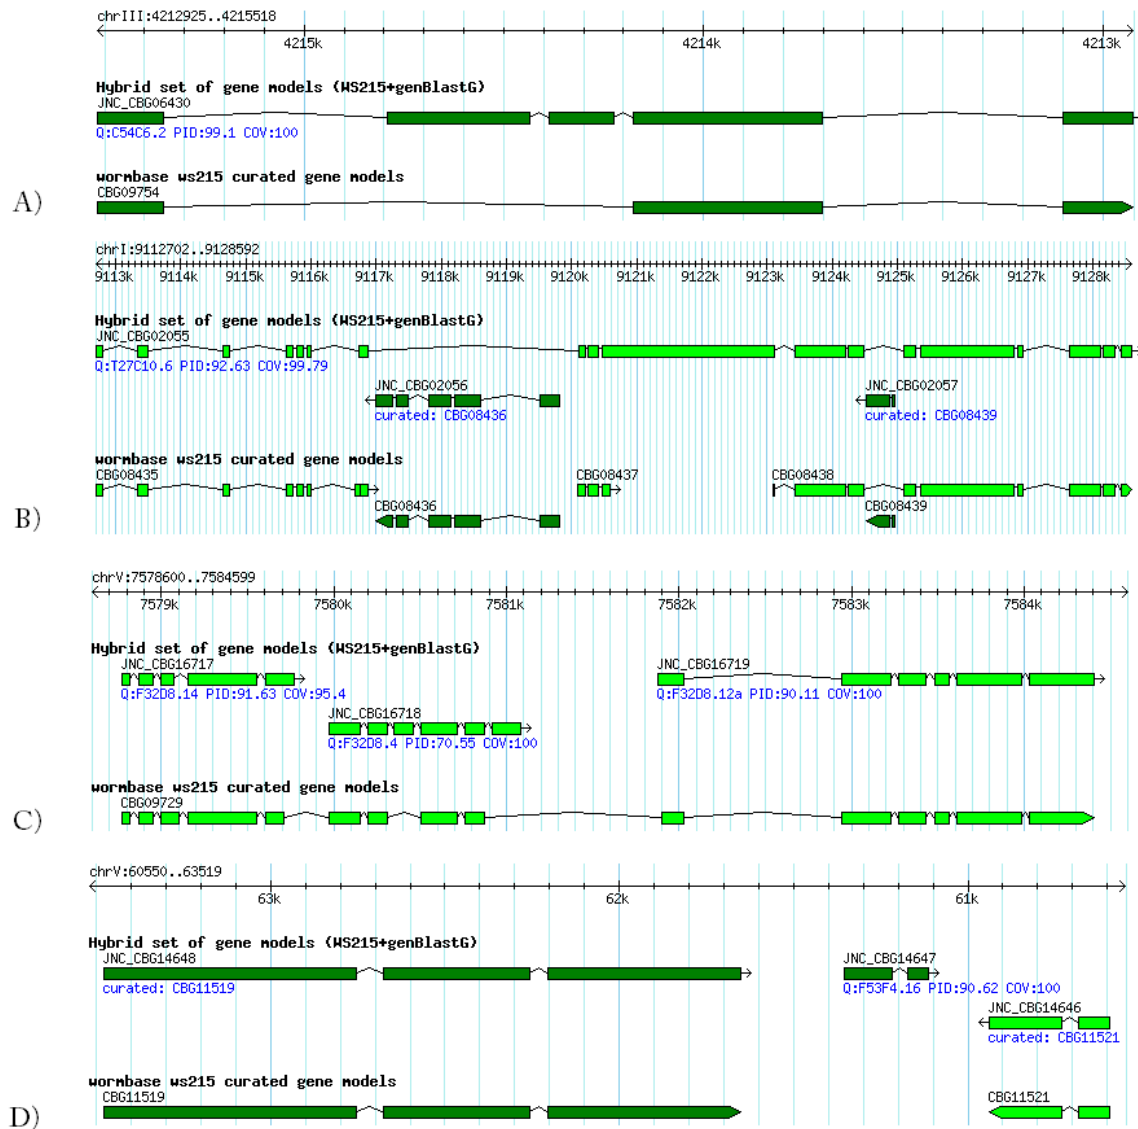 chrIII:4212925..4215518
4215k 4214k 4213k
Hybrid set of gene models (WS215+genBlastG)
JNC_CBG06430
Q:C54C6.2 PID:99.1 COV:100
wormbase ws215 curated gene models
CBG09754
A)
chrI:9112702..9128592
9113k 9114k 9115k 9116k 9117k 9118k 9119k 9120k 9121k 9122k 9123k 9124k 9125k 9126k 9127k 9128k
Hybrid set of gene models (WS215+genBlastG)
JNC_CBG02055
Q:T27C10.6 PID:92.63 COV:99.79
JNC_CBG02056 JNC_CBG02057
curated: CBG08436 curated: CBG08439
wormbase ws215 curated gene models
CBG08435 CBG08437 CBG08438
CBG08436 CBG08439
B)
chrV:7578600..7584599
7579k 7580k 7581k 7582k 7583k 7584k
Hybrid set of gene models (WS215+genBlastG)
JNC_CBG16717 JNC_CBG16719
Q:F32D8.14 PID:91.63 COV:95.4 Q:F32D8.12a PID:90.11 COV:100
JNC_CBG16718
Q:F32D8.4 PID:70.55 COV:100
wormbase ws215 curated gene models
CBG09729
C)
chrV:60550..63519
63k 62k 61k
Hybrid set of gene models (WS215+genBlastG)
JNC_CBG14648 JNC_CBG14647
curated: CBG11519 Q:F53F4.16 PID:90.62 COV:100
JNC_CBG14646
curated: CBG11521
wormbase ws215 curated gene models
CBG11519 CBG11521
D)